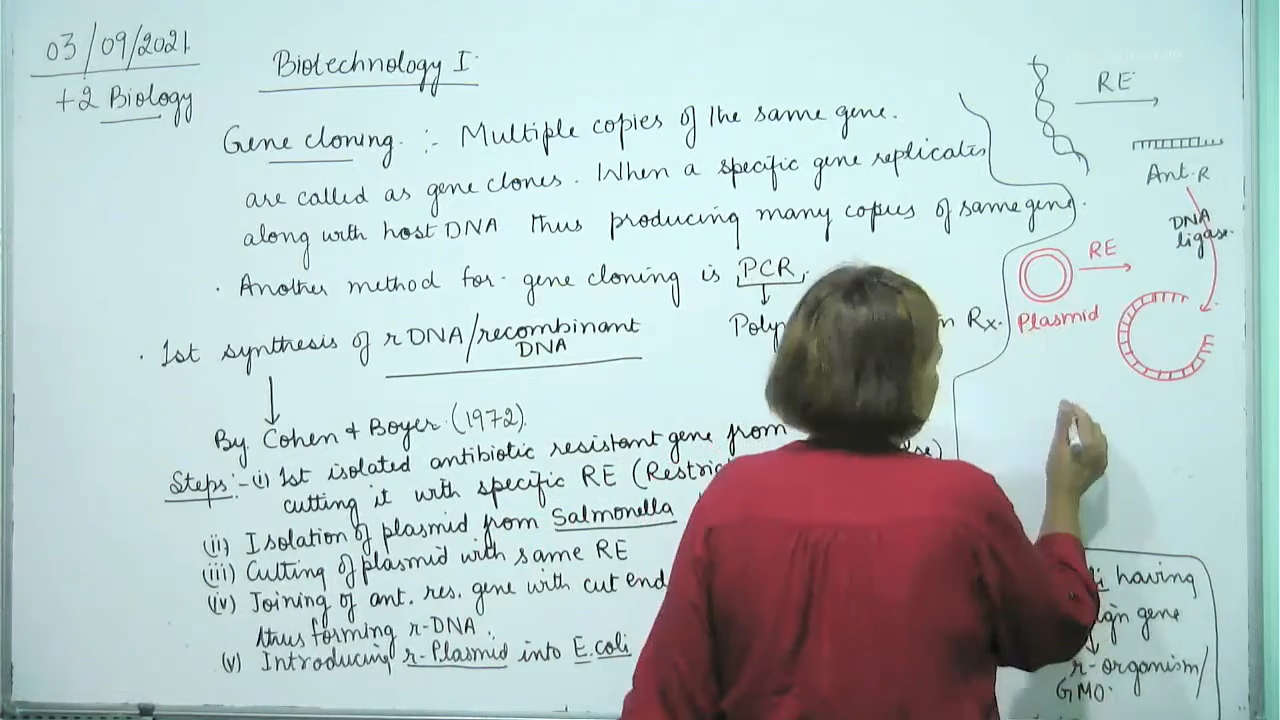 03/09/2021
+2 Biology
Biotechnology I
Gene cloning :- Multiple copies of the same gene.
are called as gene clones. When a specific gene replicates
along with host DNA thus producing many copies of same gene.
. Another method for gene cloning is PCR.
Rx.
. 1st synthesis of rDNA/recombinant
DNA
By Cohen & Boyer (1972).
Steps:- (i) 1st isolated antibiotic resistant gene from
cutting it with specific RE
(ii) Isolation of plasmid from Salmonella
(iii) Cutting of plasmid with same RE
(iv) Joining of ant. res. gene with cut end
thus forming r-DNA.
(v) Introducing r-Plasmid into E.coli
RE
Ant.R
DNA
ligase.
RE
Plasmid
having
gene
r-organism/
GMO.